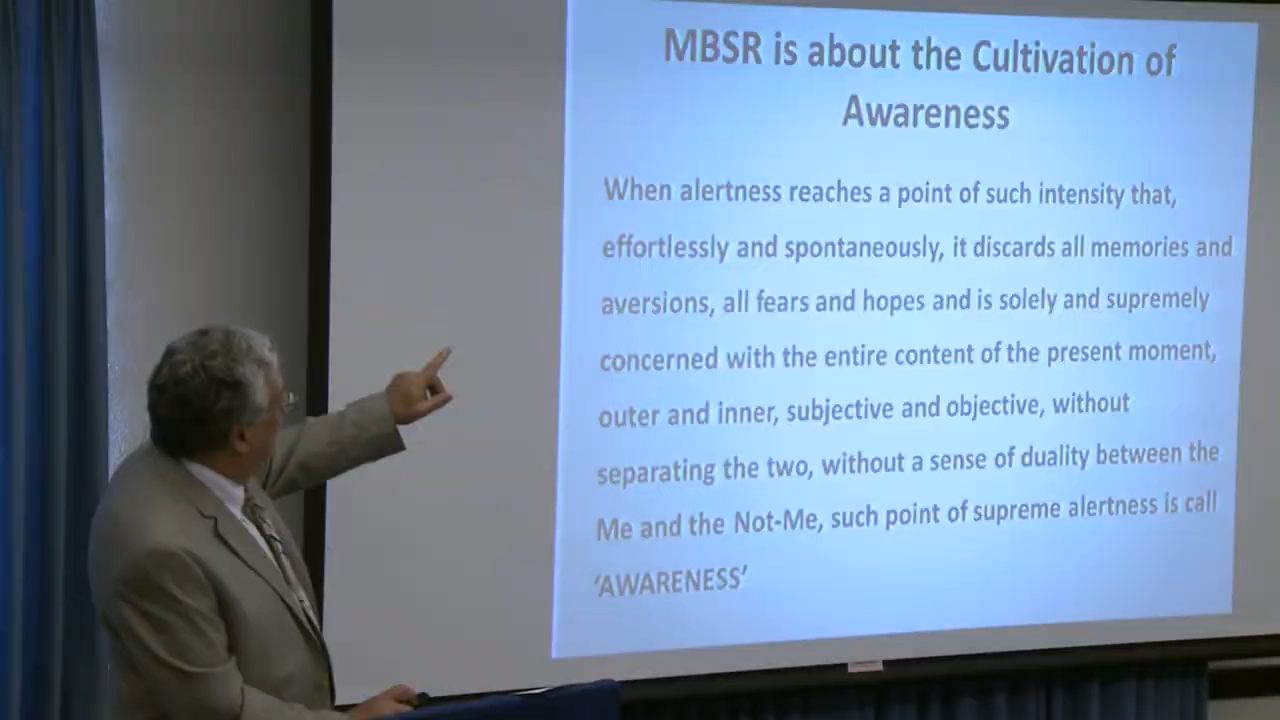 MBSR is about the Cultivation of
Awareness
When alertness reaches a point of such intensity that,
effortlessly and spontaneously, it discards all memories and
aversions, all fears and hopes and is solely and supremely
concerned with the entire content of the present moment,
outer and inner, subjective and objective, without
separating the two, without a sense of duality between the
Me and the Not-Me, such point of supreme alertness is call
‘AWARENESS’